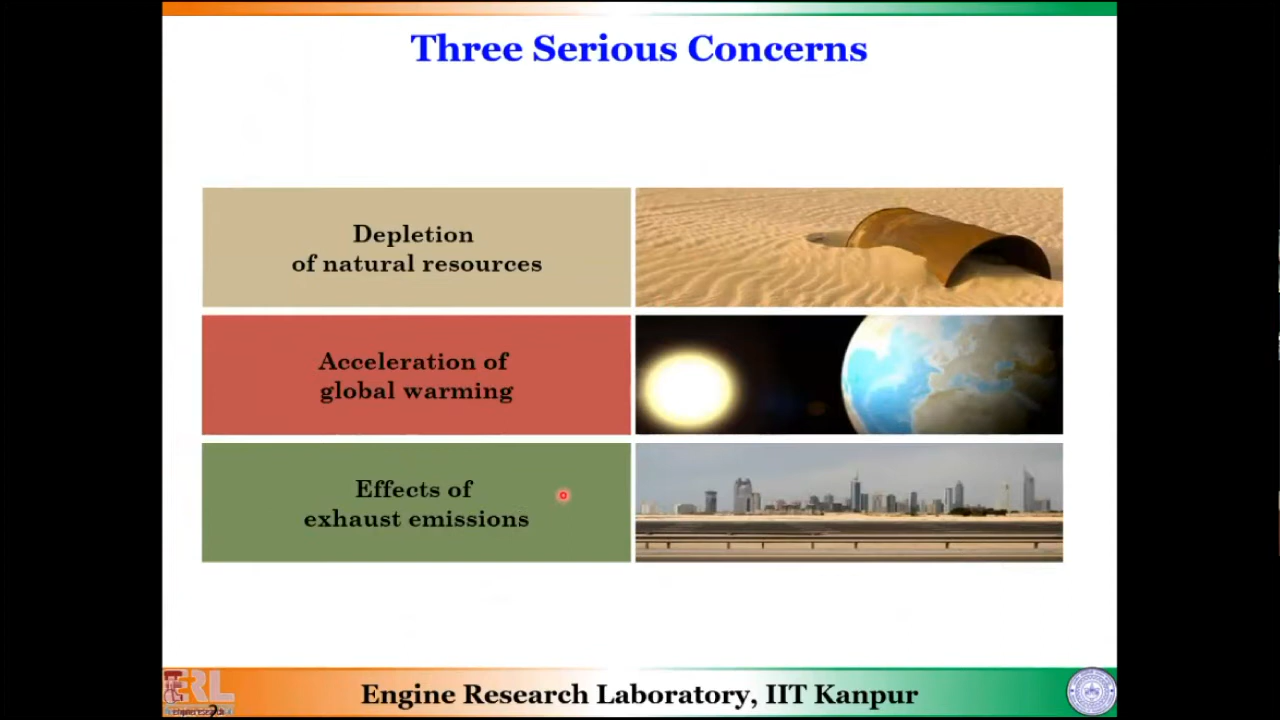 Three Serious Concerns
Depletion
of natural resources
Acceleration of
global warming
Effects of
exhaust emissions
ERL
Engine Research Laboratory, IIT Kanpur